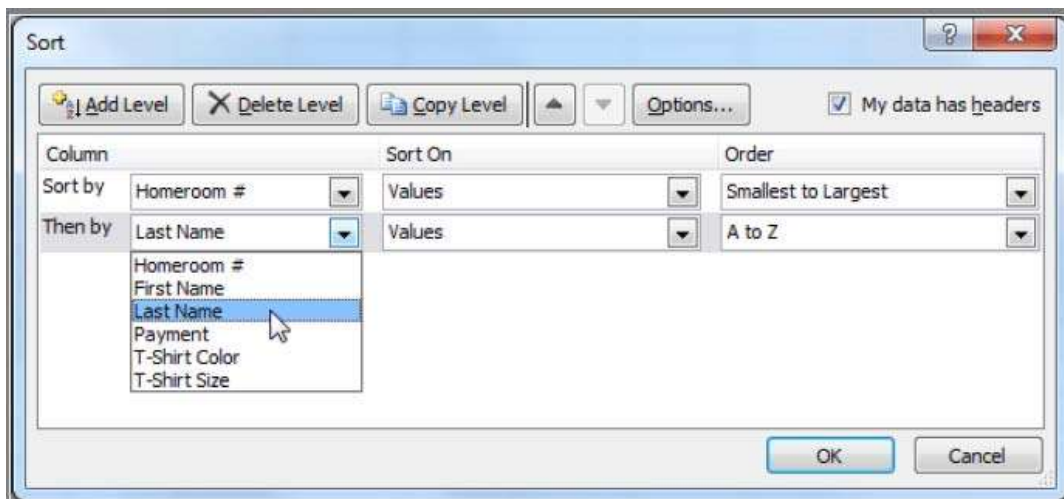 Sort
Add Level Delete Level Copy Level Options... My data has headers
Column Sort On Order
Sort by Homeroom # Values Smallest to Largest
Then by Last Name Values A to Z
Homeroom #
First Name
Last Name
Payment
T-Shirt Color
T-Shirt Size
OK Cancel